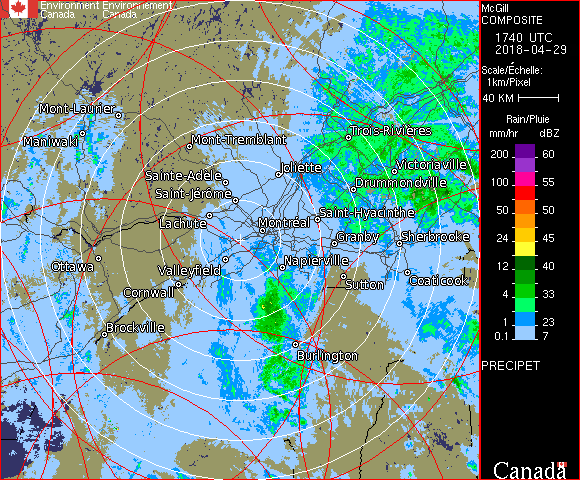 Environment Environnement
Canada Canada
McGill
COMPOSITE
1740 UTC
2018-04-29
Scale/Échelle:
1km/Pixel
40 KM
Rain/Pluie
mm/hr dBZ
200 60
100 55
50 50
24 45
12 40
4 33
1 23
0.1 7
PRECIPET
Canada
Mont-Laurier
Maniwaki
Mont-Tremblant
Trois-Rivières
Joliette
Victoriaville
Sainte-Adèle
Drummondville
Saint-Jérôme
Saint-Hyacinthe
Lachute
Montréal
Granby
Sherbrooke
Ottawa
Valleyfield
Napierville
Sutton
Coaticook
Cornwall
Brockville
Burlington